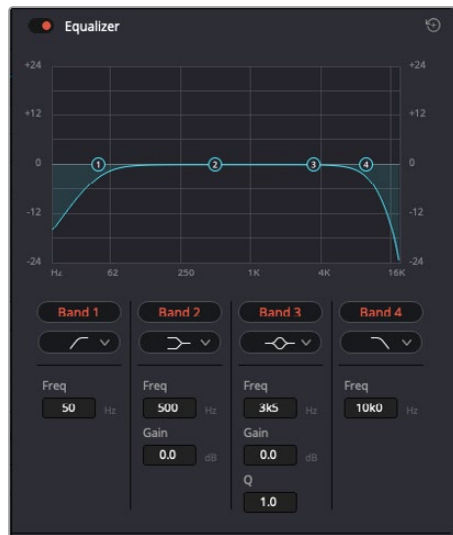 Equalizer
+24 +24
+12 +12
0 0
-12 -12
-24 -24
Hz 62 250 1K 4K 16K
1 2 3 4
Band 1 Band 2 Band 3 Band 4
Freq Freq Freq Freq
50 Hz 500 Hz 3k5 Hz 10k0 Hz
Gain Gain
0.0 dB 0.0 dB
Q
1.0